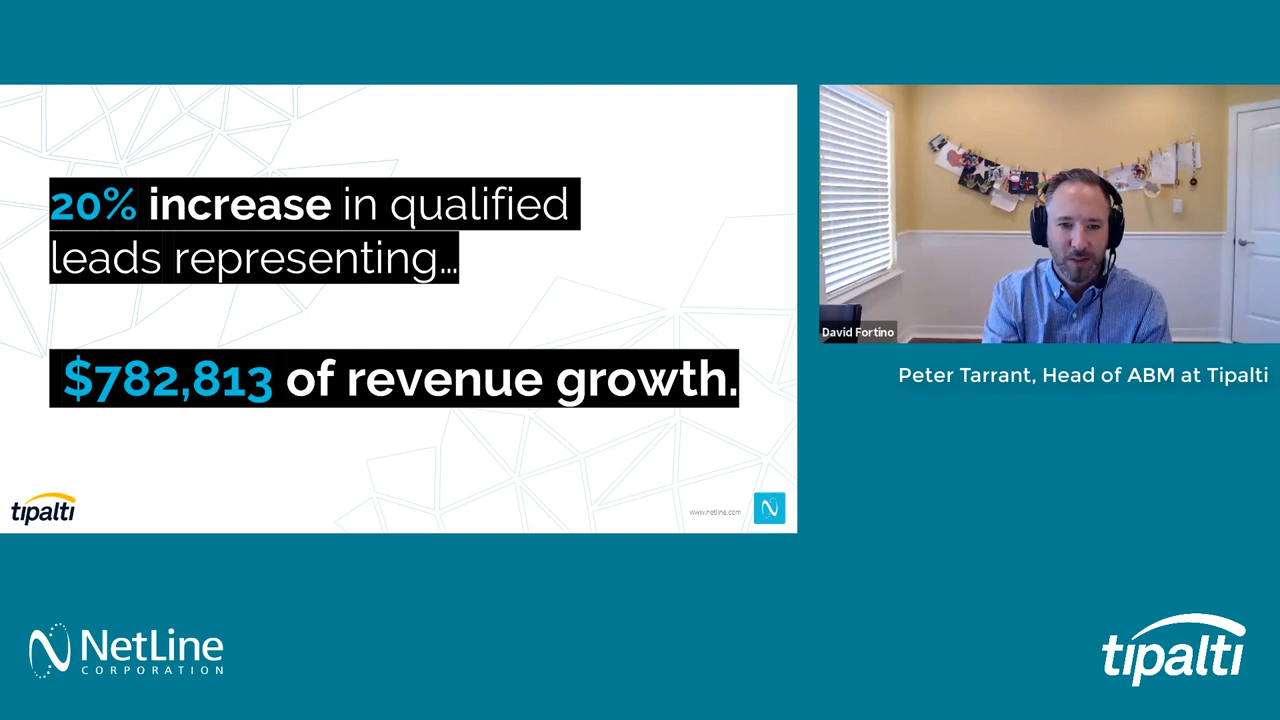 20% increase in qualified
leads representing…
$782,813 of revenue growth.
tipalti
www.netline.com
David Fortino
Peter Tarrant, Head of ABM at Tipalti
NetLine
CORPORATION
tipalti